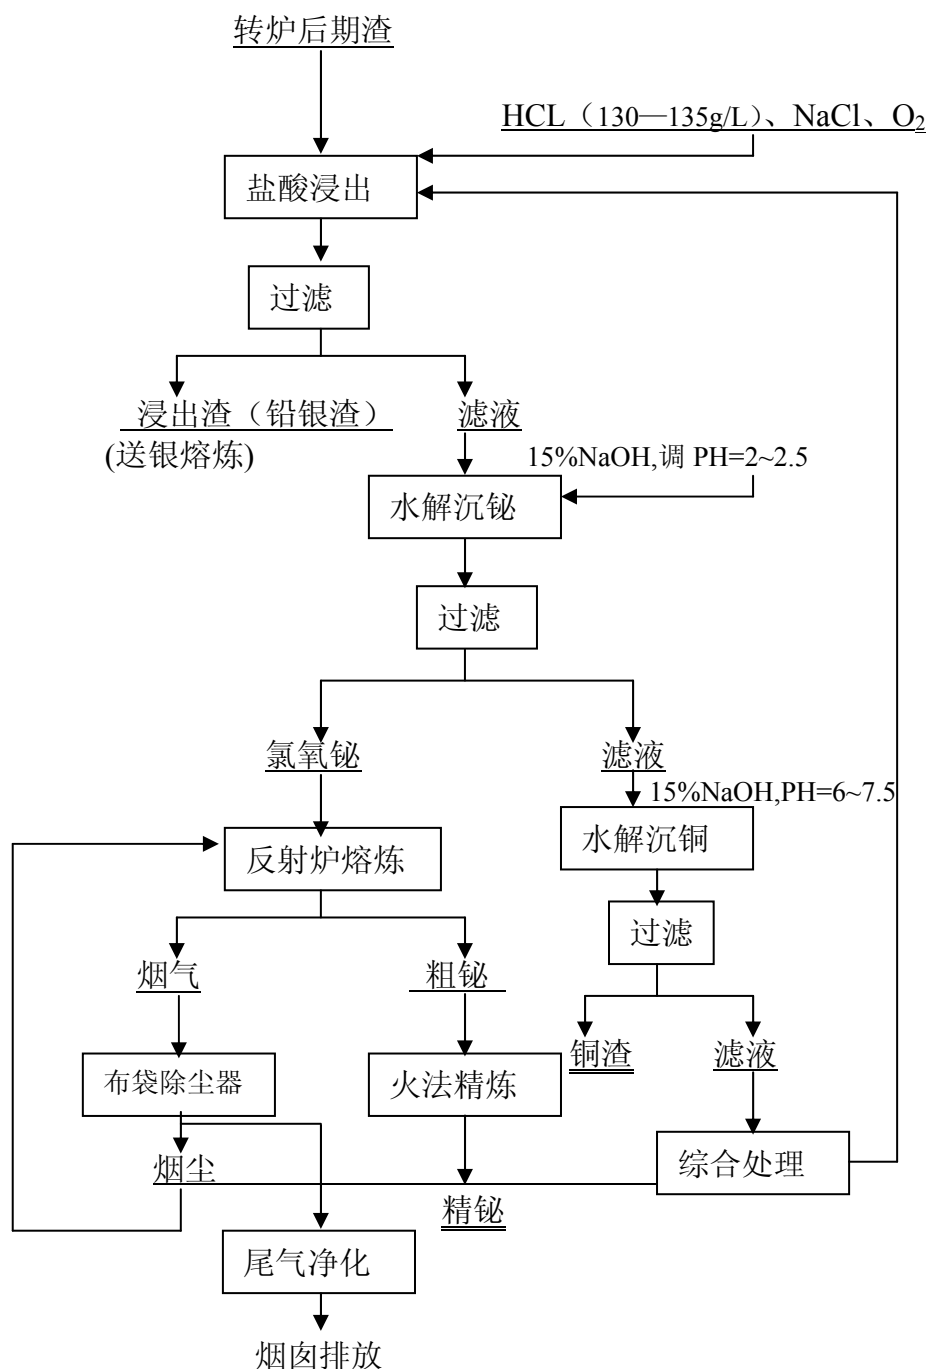 转炉后期渣
HCL（130—135g/L）、NaCl、O2
盐酸浸出
过滤
浸出渣（铅银渣）
滤液
(送银熔炼)
15%NaOH,调 PH=2~2.5
水解沉铋
过滤
氯氧铋
滤液
15%NaOH,PH=6~7.5
反射炉熔炼
水解沉铜
过滤
烟气
粗铋
铜渣
滤液
布袋除尘器
火法精炼
烟尘
综合处理
精铋
尾气净化
烟囱排放